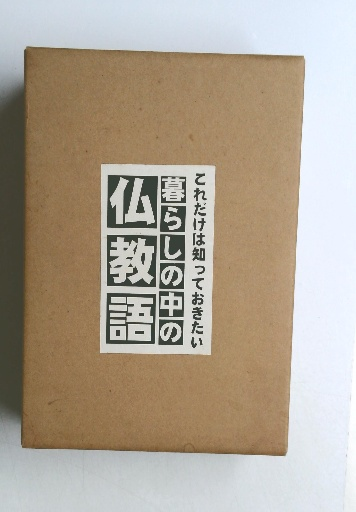 これだけは知っておきたい
暮らしの中の
仏教語